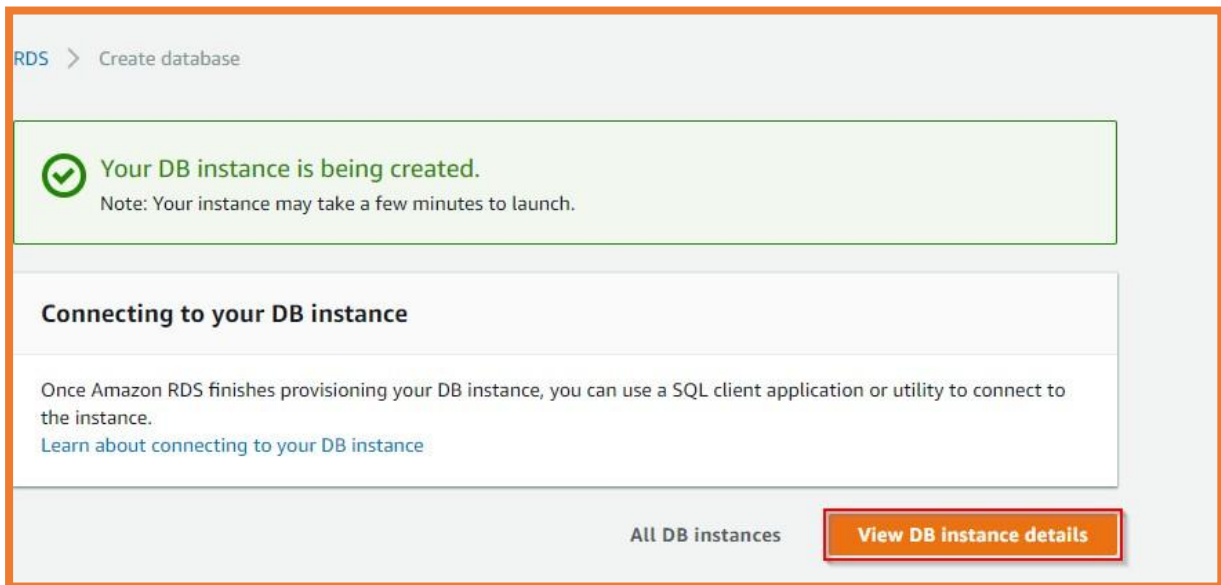 RDS > Create database
Your DB instance is being created.
Note: Your instance may take a few minutes to launch.
Connecting to your DB instance
Once Amazon RDS finishes provisioning your DB instance, you can use a SQL client application or utility to connect to
the instance.
Learn about connecting to your DB instance
All DB instances View DB instance details